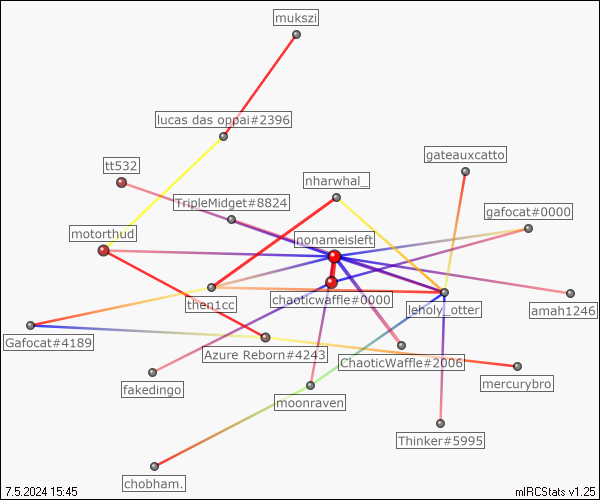 mukszi
lucas das oppai#2396
gateauxcatto
tt532
nharwhal_
TripleMidget#8824
gafocat#0000
motorthud
nonameisleft
then1cc
chaoticwaffle#0000
leholy_otter
amah1246
Gafocat#4189
Azure Reborn#4243
ChaoticWaffle#2006
fakedingo
mercurybro
moonraven
Thinker#5995
chobham.
7.5.2024 15:45
mIRCStats v1.25